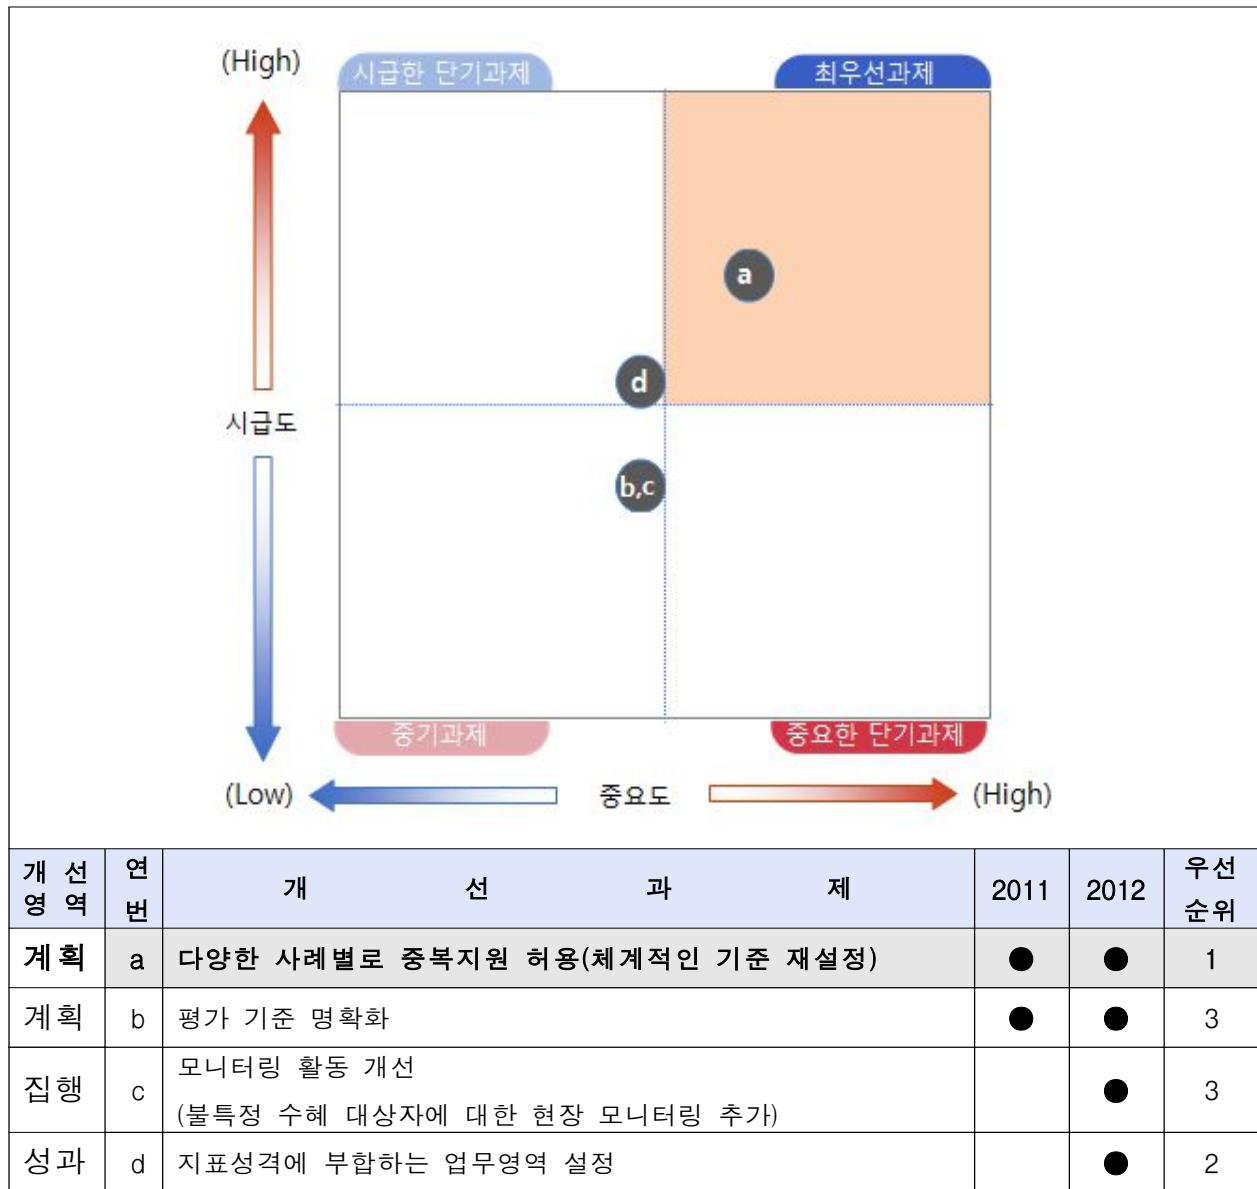 (High)
시급한 단기과제
최우선과제
a
d
시급도
b,c
중기과제
중요한 단기과제
(Low)
중요도
(High)
개 선 영 역
연 번
개 선 과 제
2011
2012
우선 순위
계획 a 다양한 사례별로 중복지원 허용(체계적인 기준 재설정) ● ● 1
계획 b 평가 기준 명확화 ● ● 3
집행 c 모니터링 활동 개선
(불특정 수혜 대상자에 대한 현장 모니터링 추가) ● 3
성과 d 지표성격에 부합하는 업무영역 설정 ● 2